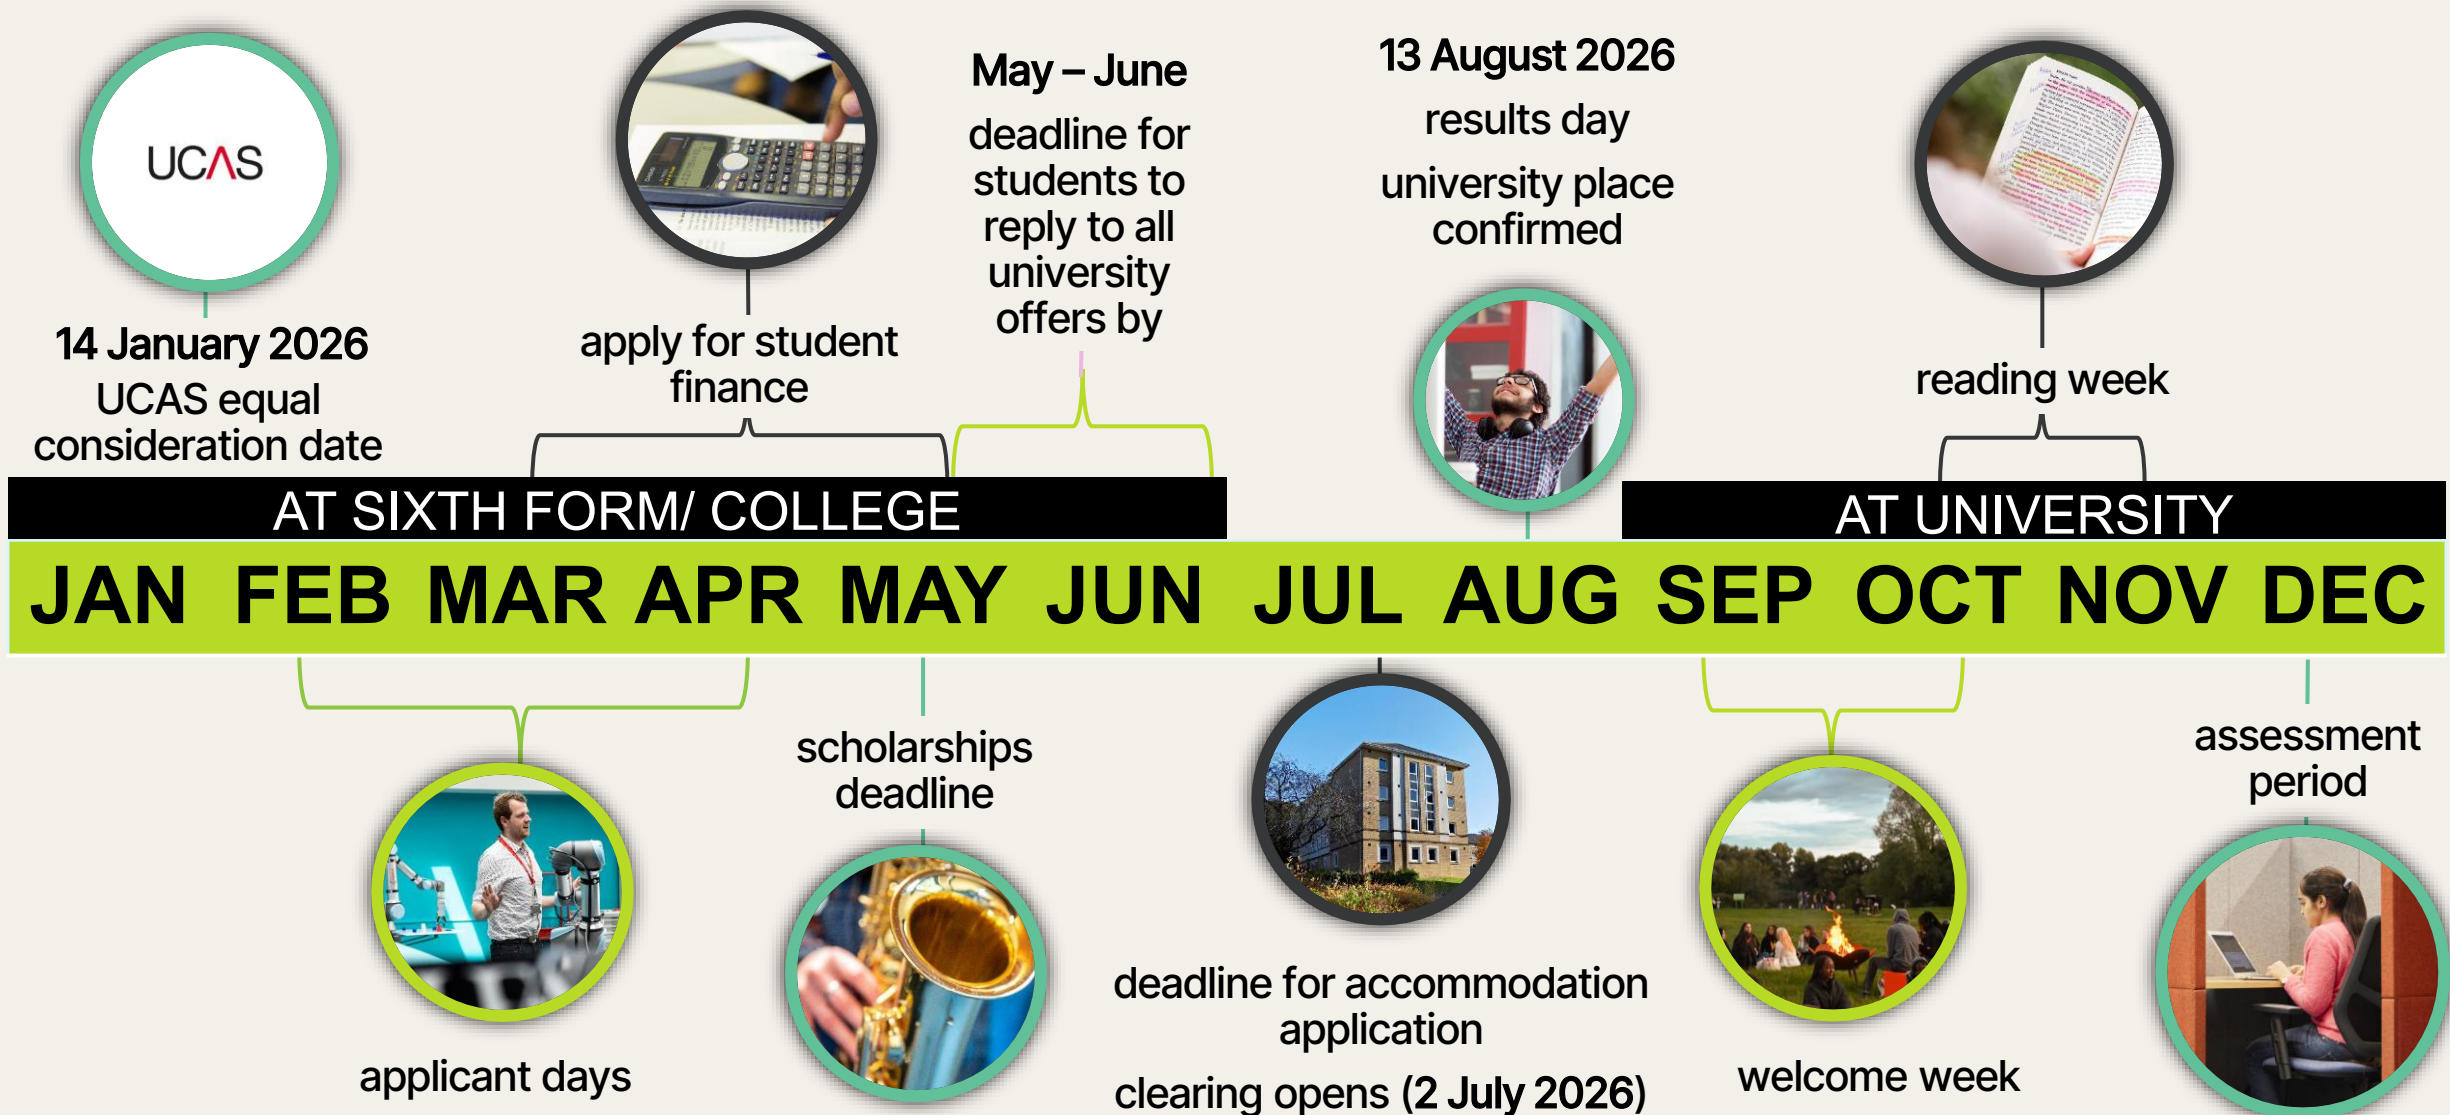 UCAS
14 January 2026
UCAS equal
consideration date
apply for student
finance
May – June
deadline for
students to
reply to all
university
offers by
13 August 2026
results day
university place
confirmed
reading week
AT SIXTH FORM/ COLLEGE
AT UNIVERSITY
JAN FEB MAR APR MAY JUN JUL AUG SEP OCT NOV DEC
applicant days
scholarships
deadline
deadline for accommodation
application
clearing opens (2 July 2026)
welcome week
assessment
period